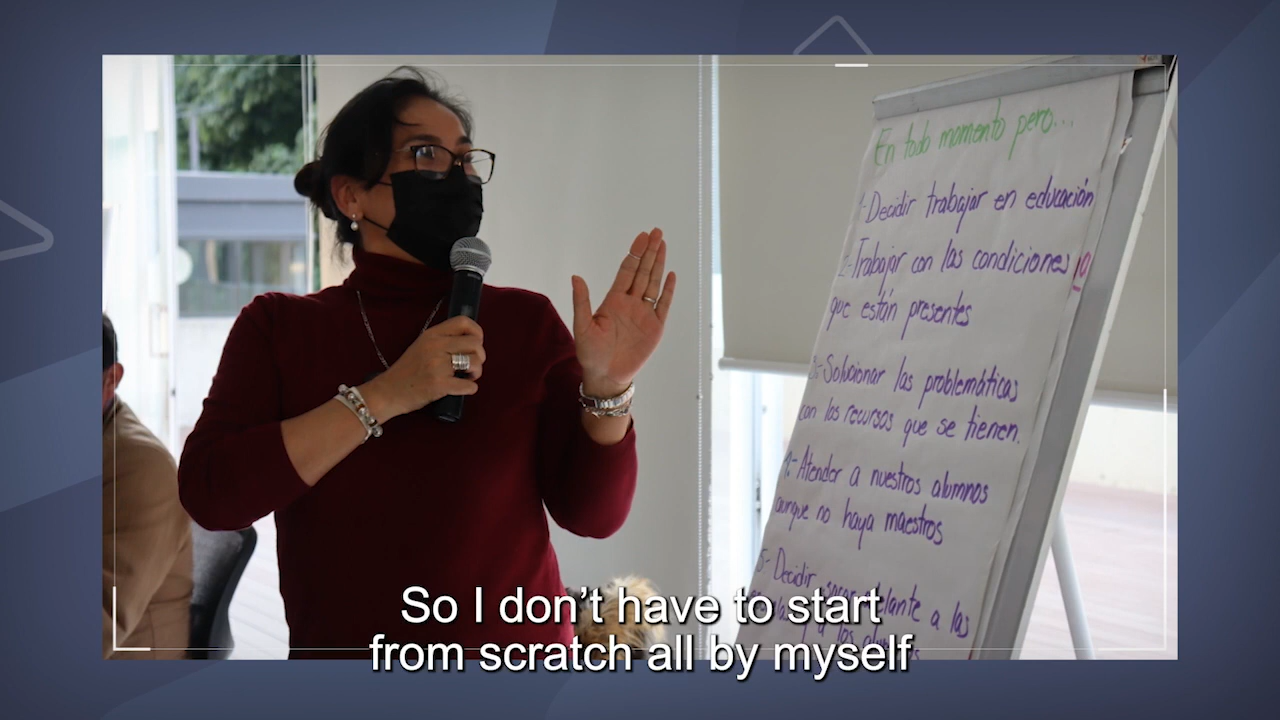 En todo momento pero...
1-Decidir trabajar en educación
2-Trabajar con las condiciones
que están presentes
3-Solucionar las problemáticas
con los recursos que se tienen.
4.-Atender a nuestros alumnos
aunque no haya maestros
5- Decidir
a las
So I don't have to start
from scratch all by myself